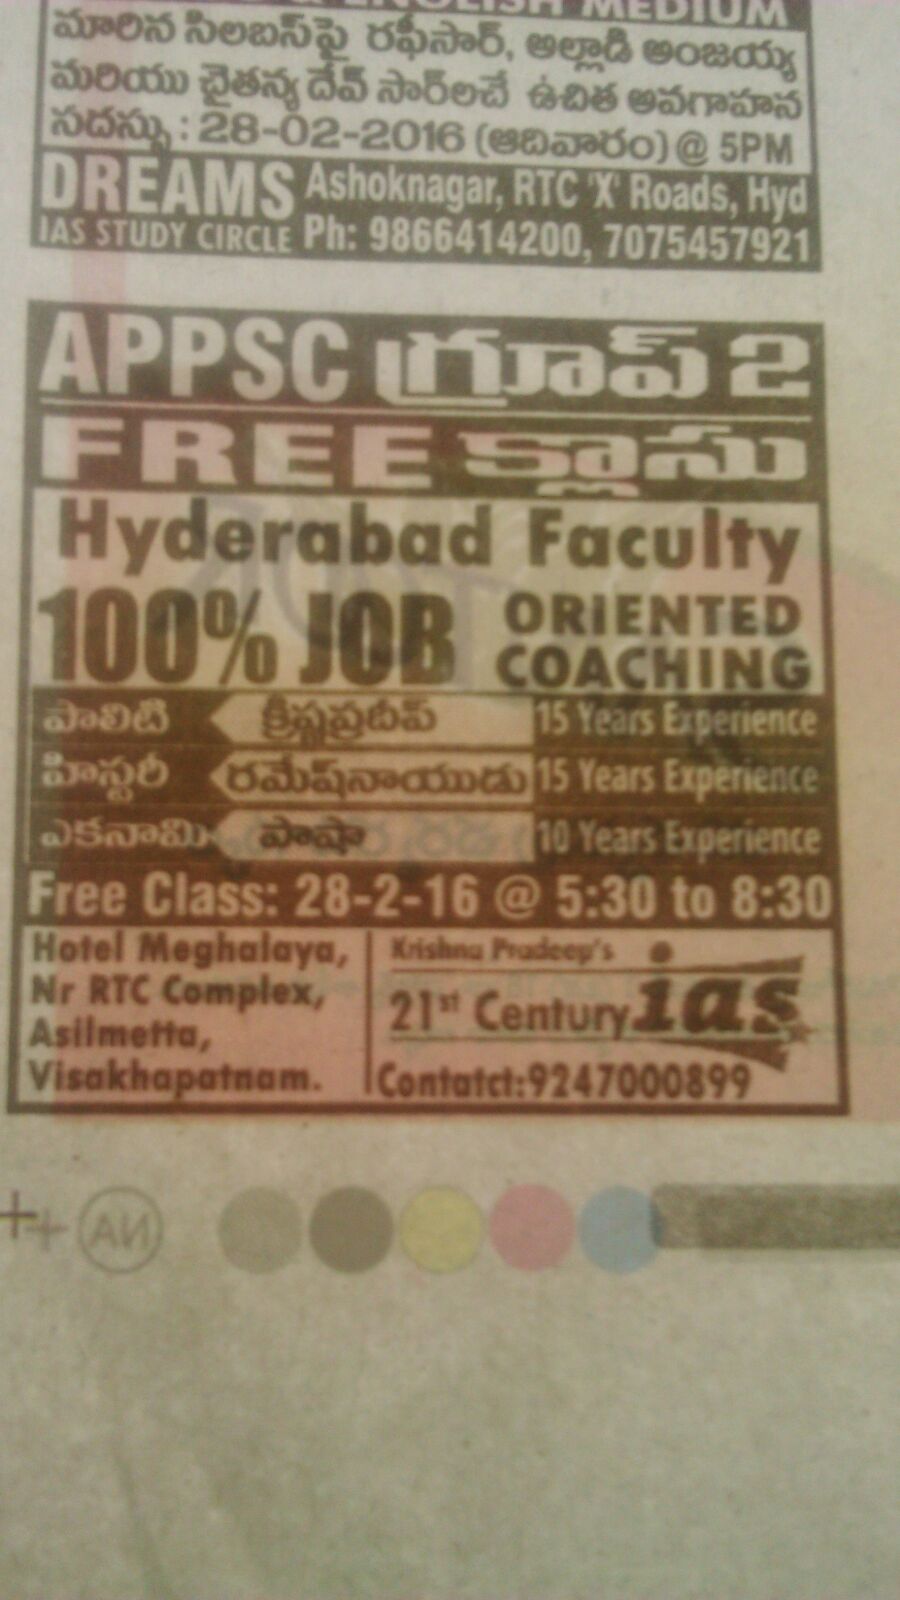 & ENGLISH MEDIUM
మారిన సిలబస్‌పై రఫీసార్, అల్లాడి అంజయ్య
మరియు చైతన్య దేవ్ సార్‌లచే ఉచిత అవగాహన
సదస్సు : 28-02-2016 (ఆదివారం) @ 5PM
DREAMS Ashoknagar, RTC 'X' Roads, Hyd
IAS STUDY CIRCLE Ph: 9866414200, 7075457921
APPSC గ్రూప్ 2
FREE క్లాసు
Hyderabad Faculty
100% JOB ORIENTED COACHING
పాలిటి క్రిష్ణప్రదీప్ 15 Years Experience
హిస్టరీ రమేష్‌నాయుడు 15 Years Experience
ఎకనామి పాషా 10 Years Experience
Free Class: 28-2-16 @ 5:30 to 8:30
Hotel Meghalaya,
Nr RTC Complex,
Asilmetta,
Visakhapatnam.
Krishna Pradeep's
21st Century ias
Contatct:9247000899